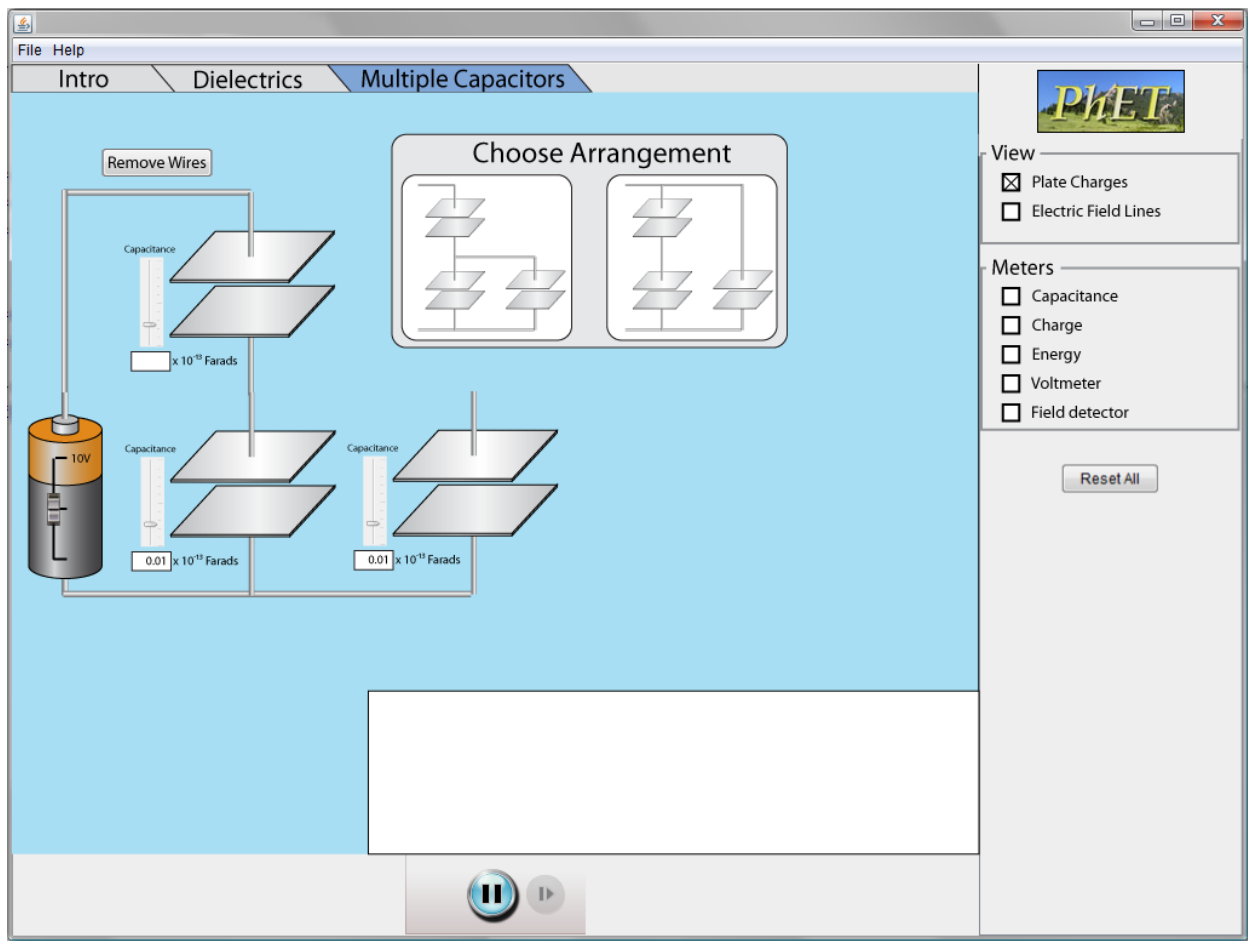 File Help
Intro Dielectrics Multiple Capacitors
PhET
Remove Wires
Choose Arrangement
View
Plate Charges
Electric Field Lines
Capacitance
x 10⁻¹³ Farads
Meters
Capacitance
Charge
Energy
Voltmeter
Field detector
10V
Capacitance
0.01 x 10⁻¹³ Farads
Capacitance
0.01 x 10⁻¹³ Farads
Reset All